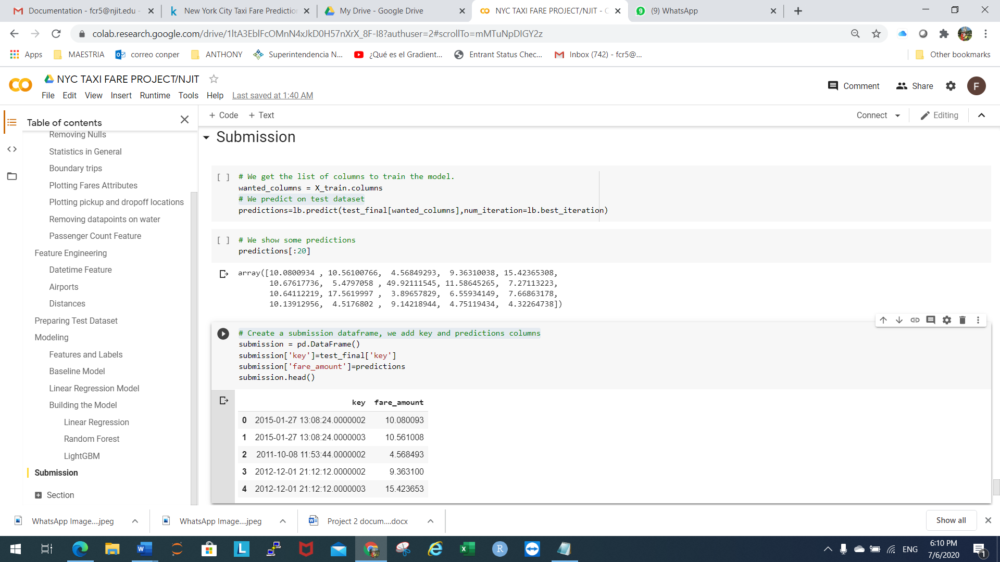 Documentation - fcr5@njit.edu -
New York City Taxi Fare Prediction
My Drive - Google Drive
NYC TAXI FARE PROJECT/NJIT - C
9 (9) WhatsApp
colab.research.google.com/drive/1ltA3EblFcOMnN4xJkD0H57nXrX_8F-I8?authuser=2#scrollTo=mMTuNpDIGY2z
Apps MAESTRIA correo conper ANTHONY Superintendencia N... ¿Qué es el Gradient... Entrant Status Chec... Inbox (742) - fcr5@... Other bookmarks
NYC TAXI FARE PROJECT/NJIT
Comment Share F
File Edit View Insert Runtime Tools Help Last saved at 1:40 AM
+ Code + Text Connect Editing
Table of contents
Removing Nulls
Statistics in General
Boundary trips
Plotting Fares Attributes
Plotting pickup and dropoff locations
Removing datapoints on water
Passenger Count Feature
Feature Engineering
Datetime Feature
Airports
Distances
Preparing Test Dataset
Modeling
Features and Labels
Baseline Model
Linear Regression Model
Building the Model
Linear Regression
Random Forest
LightGBM
Submission
Section
Submission
[ ] # We get the list of columns to train the model.
wanted_columns = X_train.columns
# We predict on test dataset
predictions=lb.predict(test_final[wanted_columns],num_iteration=lb.best_iteration)
[ ] # We show some predictions
predictions[:20]
array([10.0800934 , 10.56100766,  4.56849293,  9.36310038, 15.42365308,
10.67617736,  5.4797058 , 49.92111545, 11.58645265,  7.27113223,
10.64112219, 17.5619997 ,  3.89657829,  6.55934149,  7.66863178,
10.13912956,  4.5176802 ,  9.14218944,  4.75119434,  4.32264738])
# Create a submission dataframe, we add key and predictions columns
submission = pd.DataFrame()
submission['key']=test_final['key']
submission['fare_amount']=predictions
submission.head()
key fare_amount
0 2015-01-27 13:08:24.0000002 10.080093
1 2015-01-27 13:08:24.0000003 10.561008
2 2011-10-08 11:53:44.0000002 4.568493
3 2012-12-01 21:12:12.0000002 9.363100
4 2012-12-01 21:12:12.0000003 15.423653
WhatsApp Image....jpeg WhatsApp Image....jpeg Project 2 docum....docx Show all
ENG
6:10 PM
7/6/2020
1